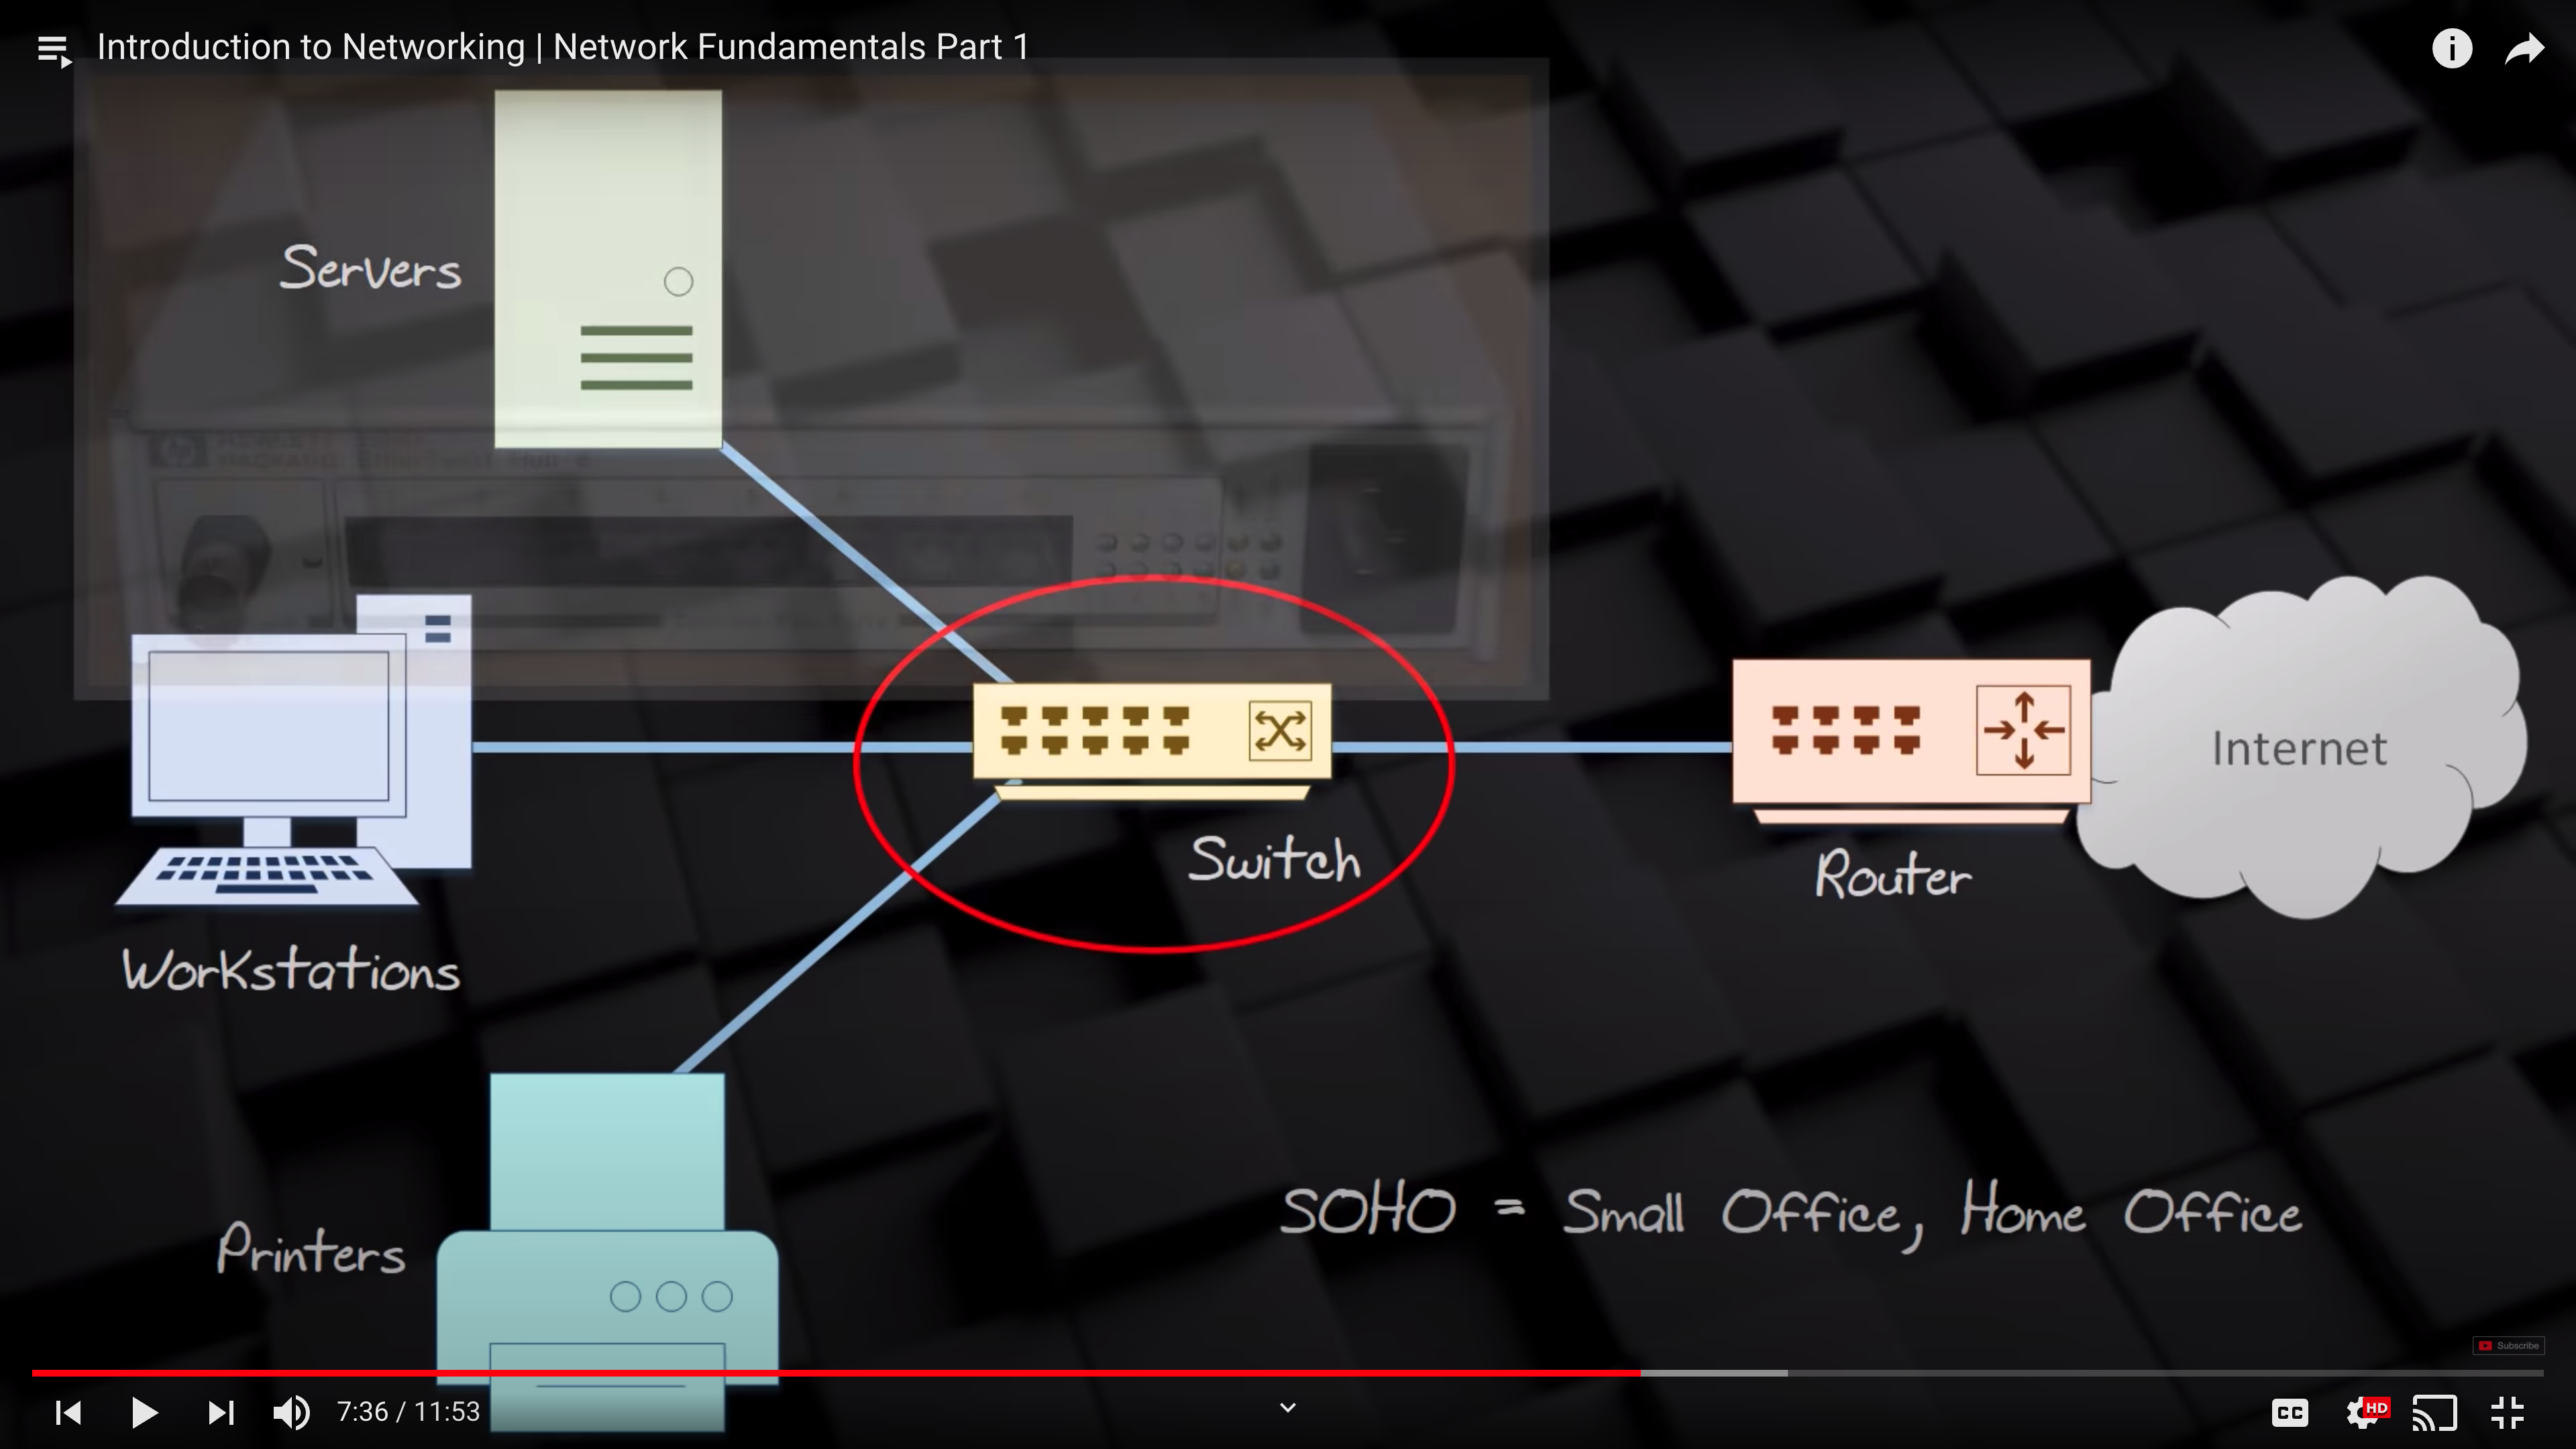 Introduction to Networking | Network Fundamentals Part 1
Servers
Internet
Switch
Router
Workstations
SOHO = Small Office, Home Office
Printers
Subscribe
7:36 / 11:53
CC
HD